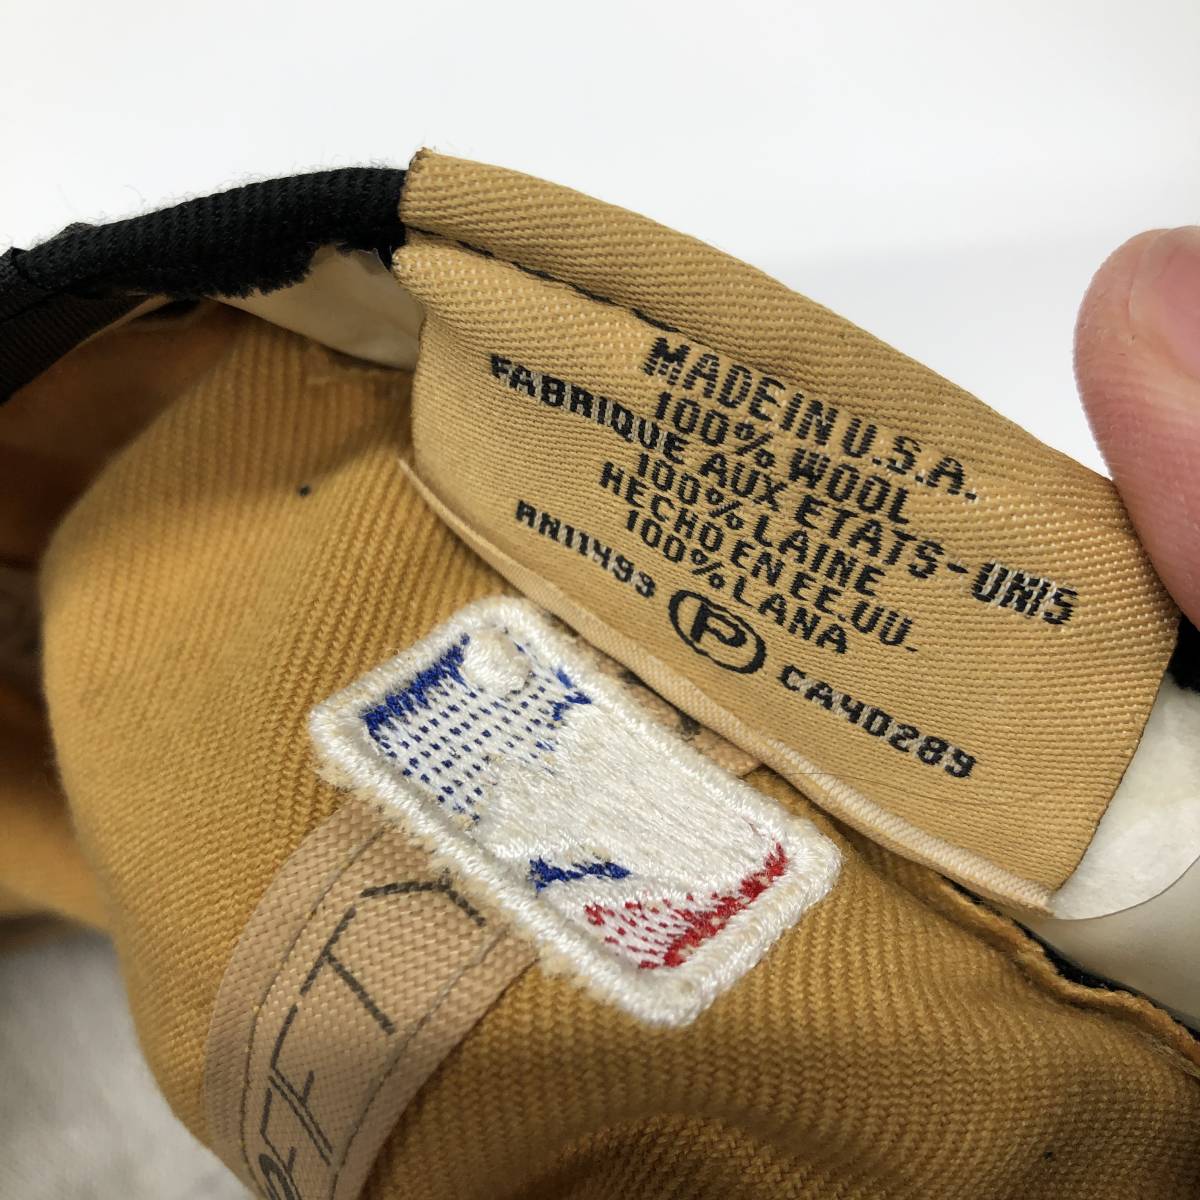 MADE IN U.S.A.
100% WOOL
FABRIQUE AUX ETATS-UNIS
100% LAINE
HECHO EN EE.UU.
100% LANA
RN11493 P CA40289